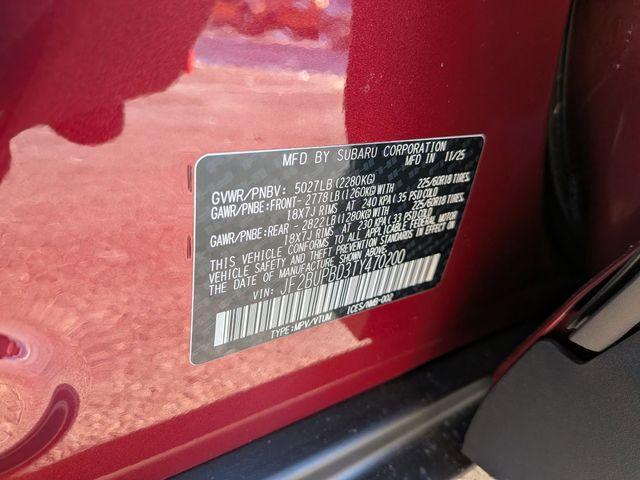 MFD BY SUBARU CORPORATION
MFD IN 11/25
GVWR/PNBV: 5027LB(2280KG)
GAWR/PNBE:FRONT-2778LB(1260KG)WITH 225/60R18 TIRES,
18X7J RIMS AT 240 KPA(35 PSI)COLD
GAWR/PNBE:REAR -2822LB(1280KG)WITH 225/60R18 TIRES,
18X7J RIMS AT 230 KPA(33 PSI)COLD
THIS VEHICLE CONFORMS TO ALL APPLICABLE FEDERAL MOTOR
VEHICLE SAFETY AND THEFT PREVENTION STANDARDS IN EFFECT ON
THE DATE OF MANUFACTURE SHOWN ABOVE.
VIN: JF2BUPBD3TY470200
TYPE:MPV/VTUM ICES/NMB-002